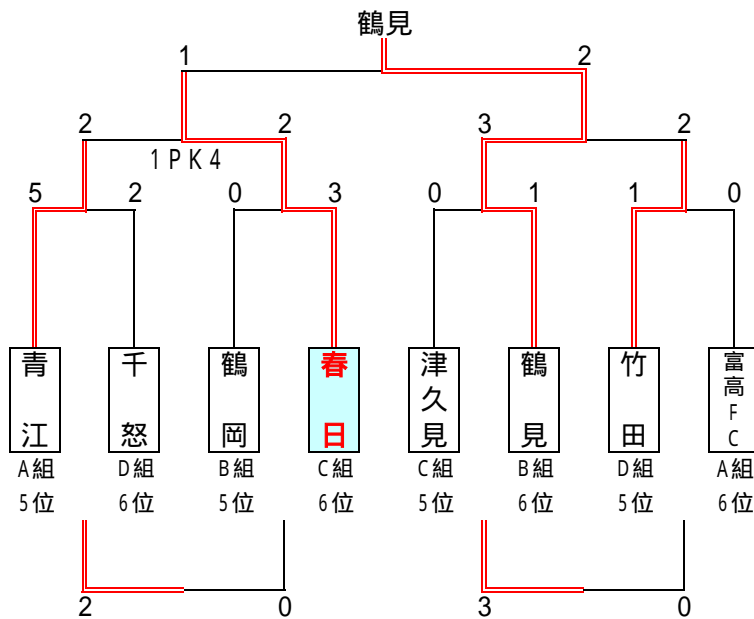 鶴見
1 2
2 2 3 2
1PK4
5 2 0 3 0 1 1 0
青江 千怒 鶴岡 春日 津久見 鶴見 竹田 富高FC
A組 D組 B組 C組 C組 B組 D組 A組
5位 6位 5位 6位 5位 6位 5位 6位
2 0 3 0